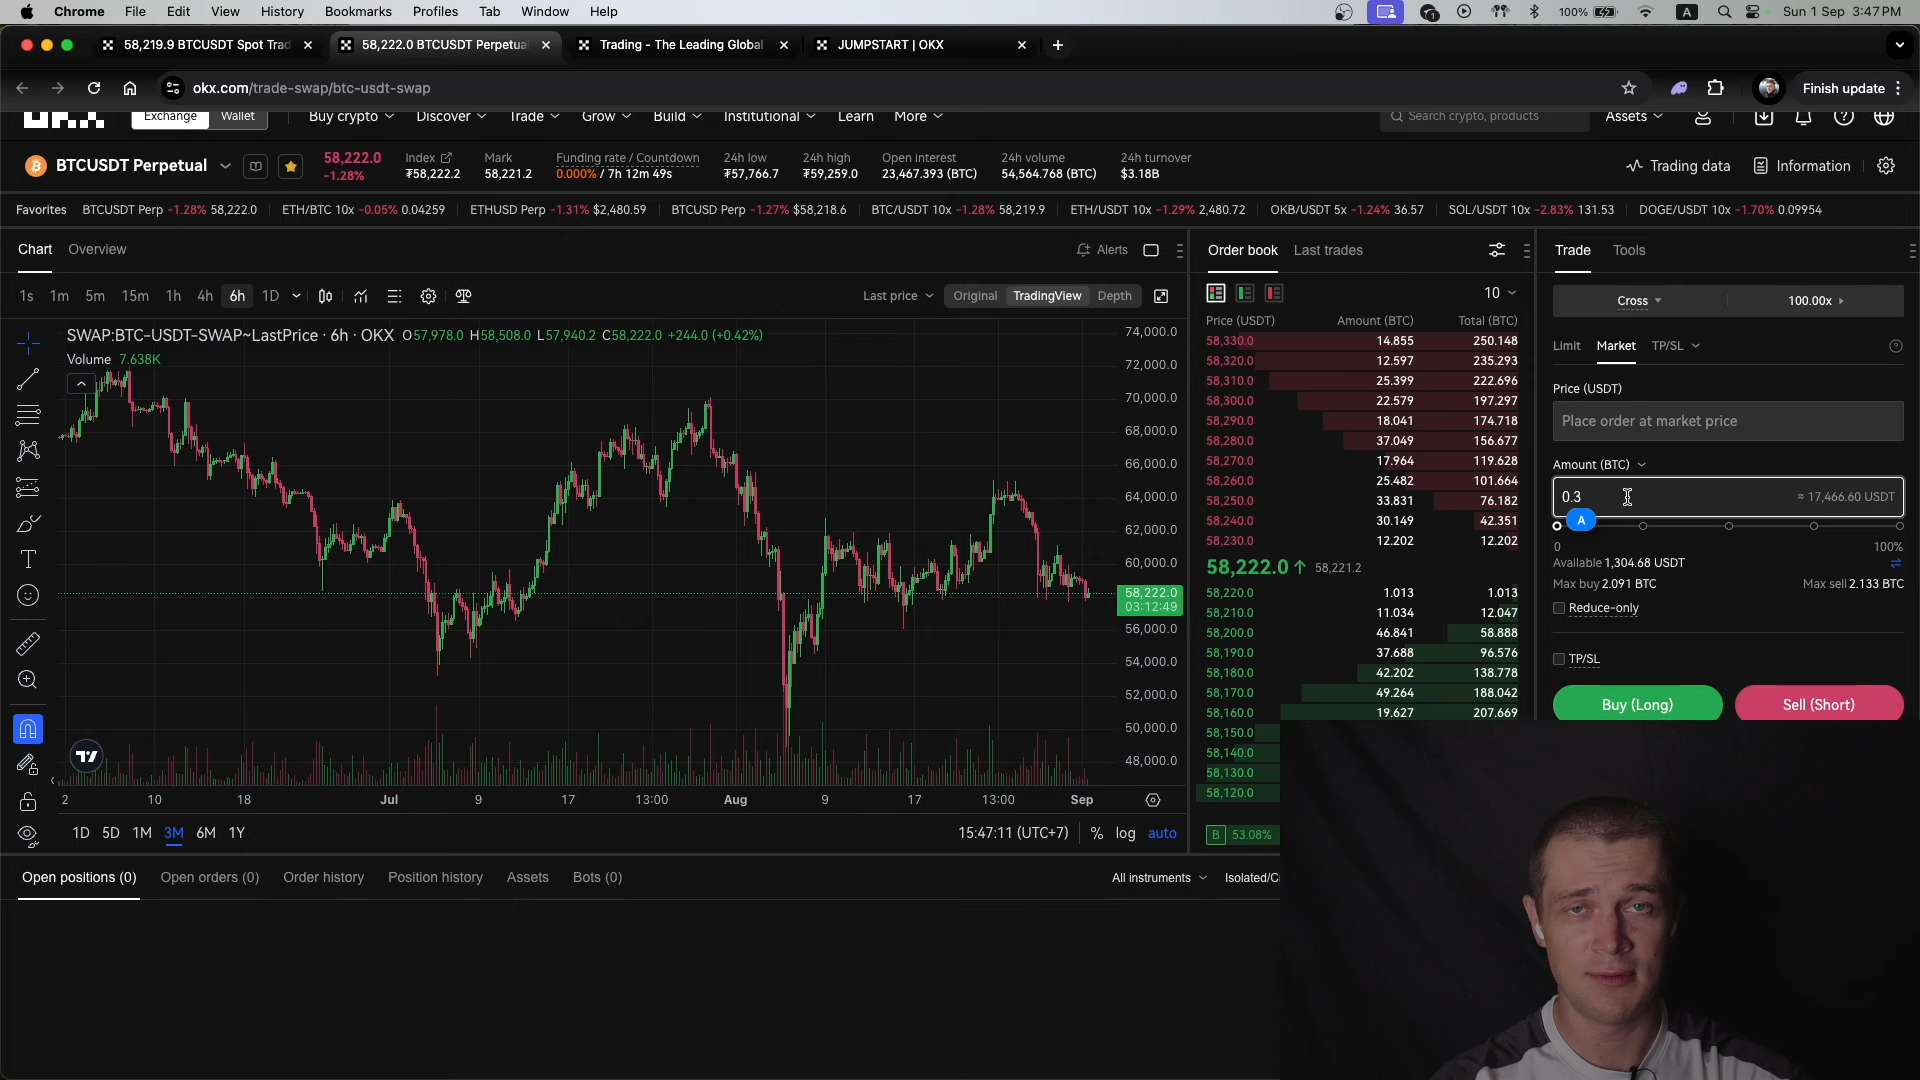 Chrome File Edit View History Bookmarks Profiles Tab Window Help 100% A Sun 1 Sep 3:47 PM
58,219.9 BTCUSDT Spot Trad 58,222.0 BTCUSDT Perpetua Trading - The Leading Global JUMPSTART | OKX
okx.com/trade-swap/btc-usdt-swap Finish update
OKX Exchange Wallet Buy crypto Discover Trade Grow Build Institutional Learn More Search crypto, products Assets
BTCUSDT Perpetual
58,222.0
-1.28%
Index
₮58,222.2
Mark
58,221.2
Funding rate / Countdown
0.000% / 7h 12m 49s
24h low
₮57,766.7
24h high
₮59,259.0
Open interest
23,467.393 (BTC)
24h volume
54,564.768 (BTC)
24h turnover
$3.18B
Trading data Information
Favorites BTCUSDT Perp -1.28% 58,222.0 ETH/BTC 10x -0.05% 0.04259 ETHUSD Perp -1.31% $2,480.59 BTCUSD Perp -1.27% $58,218.6 BTC/USDT 10x -1.28% 58,219.9 ETH/USDT 10x -1.29% 2,480.72 OKB/USDT 5x -1.24% 36.57 SOL/USDT 10x -2.83% 131.53 DOGE/USDT 10x -1.70% 0.09954
Chart Overview Alerts
1s 1m 5m 15m 1h 4h 6h 1D Last price Original TradingView Depth
SWAP:BTC-USDT-SWAP~LastPrice · 6h · OKX O57,978.0 H58,508.0 L57,940.2 C58,222.0 +244.0 (+0.42%)
Volume 7.638K
74,000.0
72,000.0
70,000.0
68,000.0
66,000.0
64,000.0
62,000.0
60,000.0
58,222.0
03:12:49
56,000.0
54,000.0
52,000.0
50,000.0
48,000.0
2 10 18 Jul 9 17 13:00 Aug 9 17 13:00 Sep
1D 5D 1M 3M 6M 1Y 15:47:11 (UTC+7) % log auto
Order book Last trades
10
Price (USDT) Amount (BTC) Total (BTC)
58,330.0 14.855 250.148
58,320.0 12.597 235.293
58,310.0 25.399 222.696
58,300.0 22.579 197.297
58,290.0 18.041 174.718
58,280.0 37.049 156.677
58,270.0 17.964 119.628
58,260.0 25.482 101.664
58,250.0 33.831 76.182
58,240.0 30.149 42.351
58,230.0 12.202 12.202
58,222.0↑ 58,221.2
58,220.0 1.013 1.013
58,210.0 11.034 12.047
58,200.0 46.841 58.888
58,190.0 37.688 96.576
58,180.0 42.202 138.778
58,170.0 49.264 188.042
58,160.0 19.627 207.669
58,150.0
58,140.0
58,130.0
58,120.0
B 53.08%
Trade Tools
Cross 100.00x
Limit Market TP/SL
Price (USDT)
Place order at market price
Amount (BTC)
0.3 ≈ 17,466.60 USDT
A
0 100%
Available 1,304.68 USDT
Max buy 2.091 BTC Max sell 2.133 BTC
Reduce-only
TP/SL
Buy (Long) Sell (Short)
Open positions (0) Open orders (0) Order history Position history Assets Bots (0) All instruments